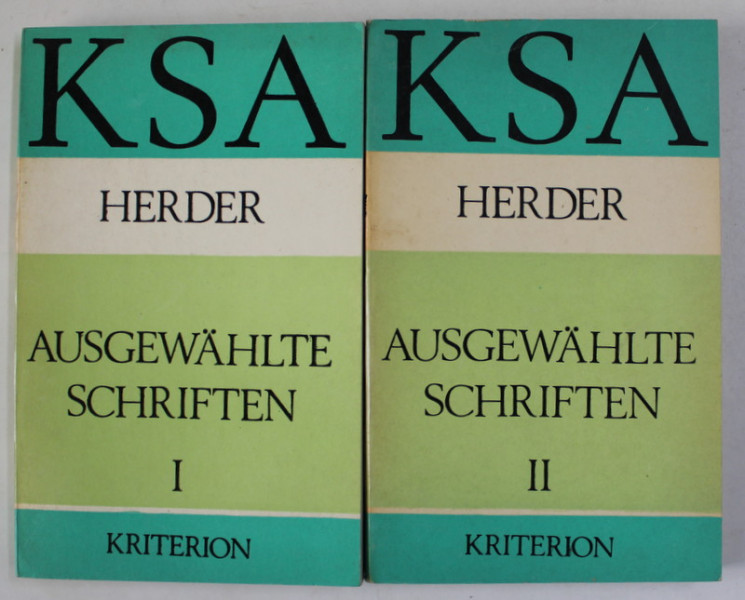 KSA
HERDER
AUSGEWÄHLTE
SCHRIFTEN
I
KRITERION
KSA
HERDER
AUSGEWÄHLTE
SCHRIFTEN
II
KRITERION